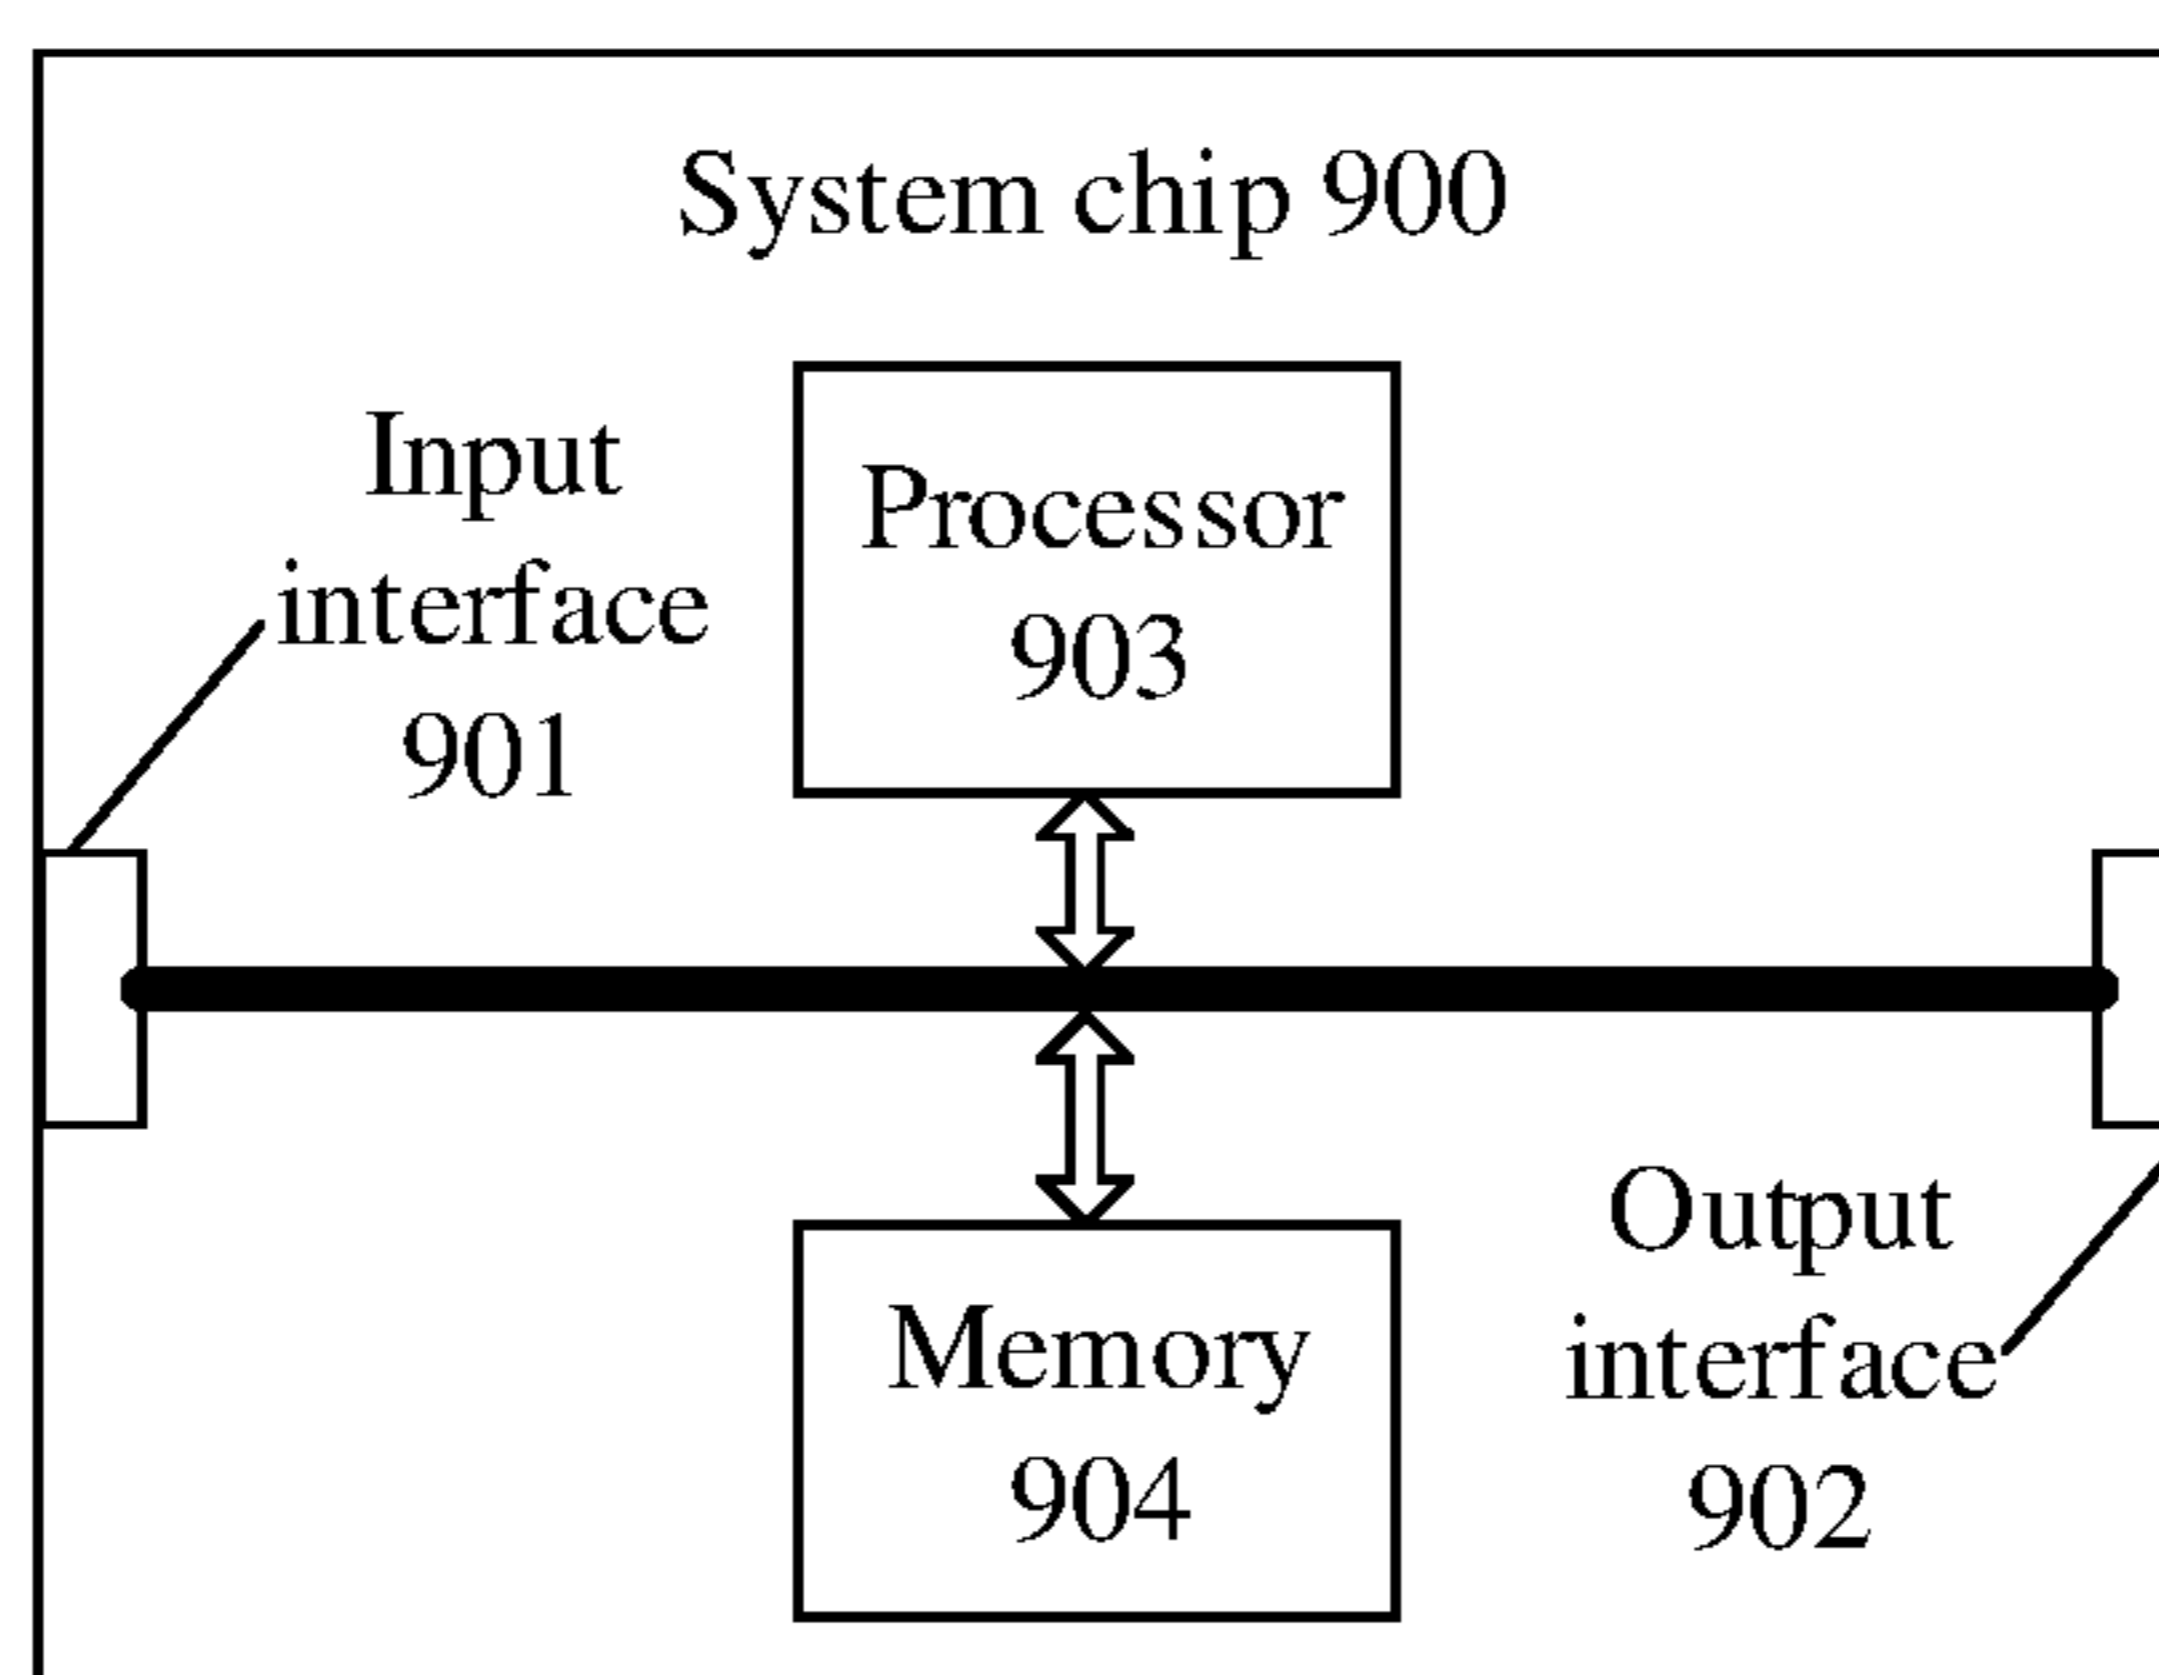 System chip 900
Input
interface
901
Processor
903
Memory
904
Output
interface
902